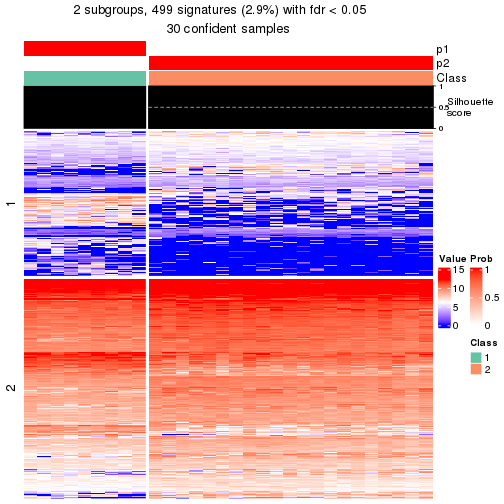 2 subgroups, 499 signatures (2.9%) with fdr < 0.05
30 confident samples
p1
p2
Class
1
0.5
0
Silhouette
score
1
2
Value
15
10
5
0
Prob
1
0.5
0
Class
1
2